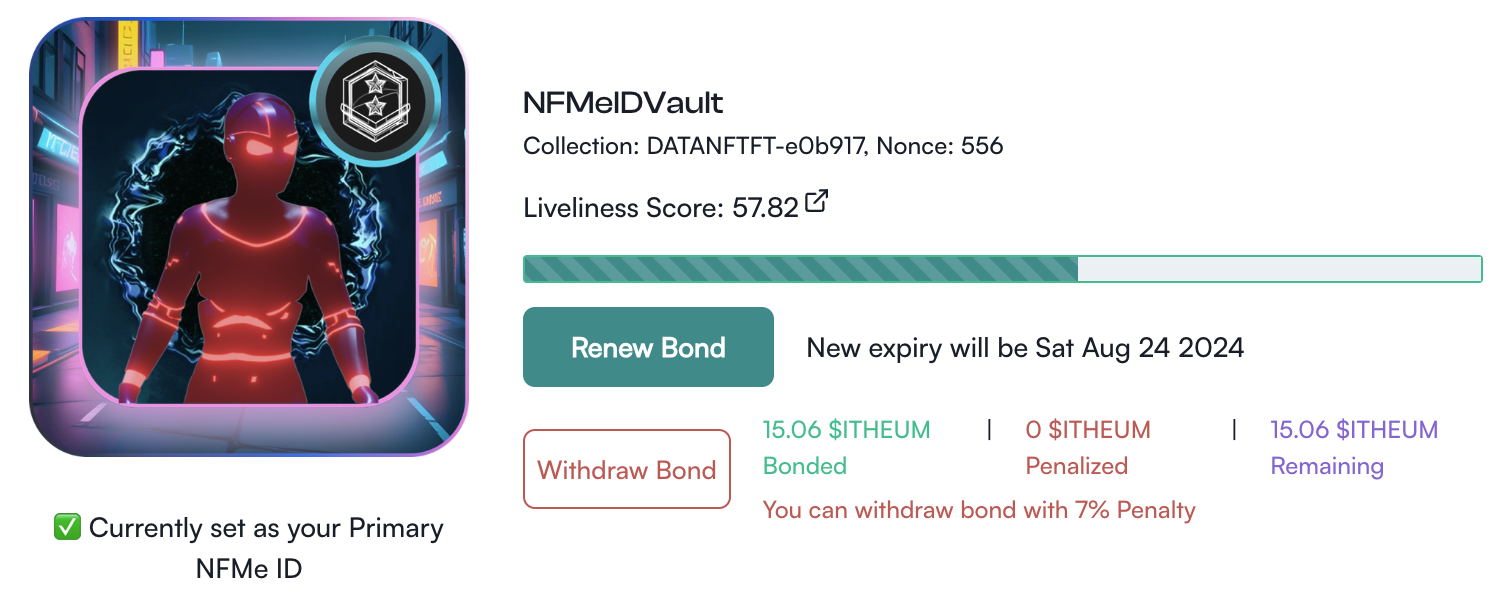 NFMeIDVault
Collection: DATANFTFT-e0b917, Nonce: 556
Liveliness Score: 57.82
Renew Bond
New expiry will be Sat Aug 24 2024
Withdraw Bond
15.06 $ITHEUM | 0 $ITHEUM | 15.06 $ITHEUM
Bonded Penalized Remaining
You can withdraw bond with 7% Penalty
✅ Currently set as your Primary
NFMe ID